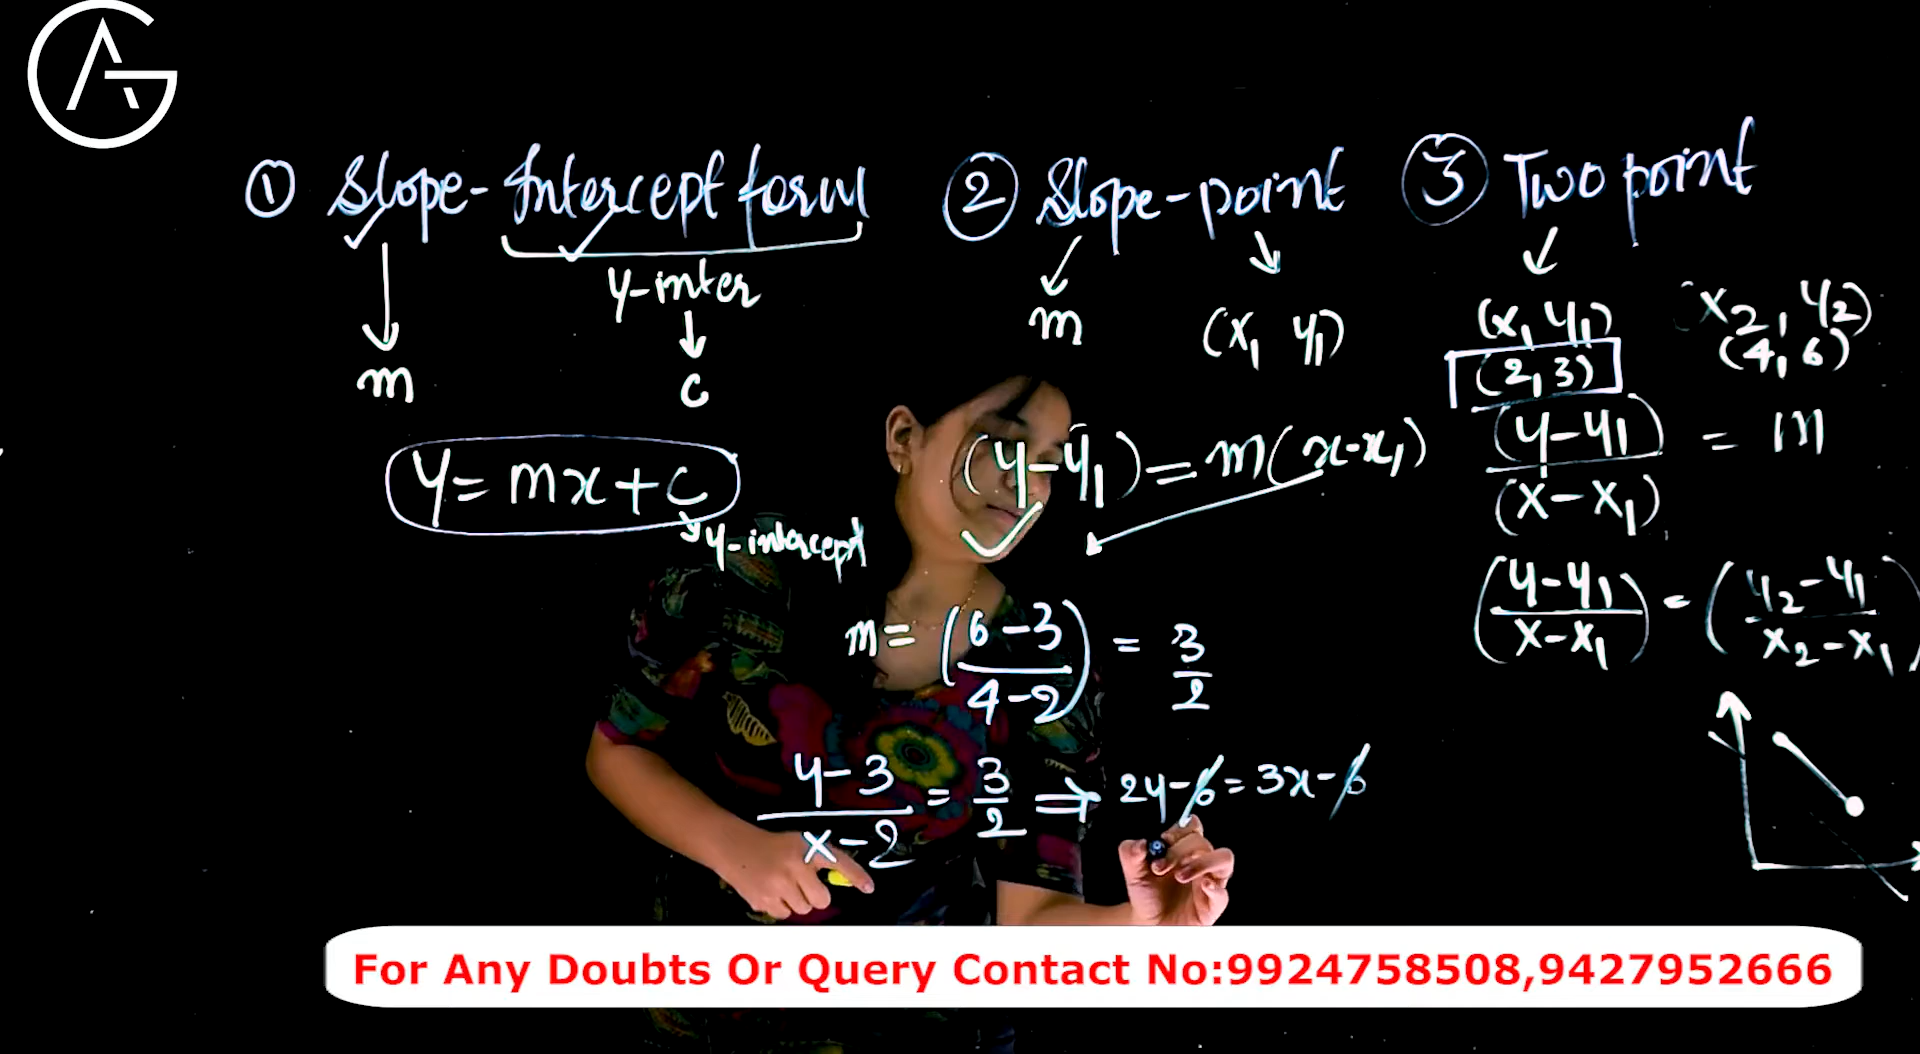 ① Slope-Intercept form
m
y-inter
c
y = mx + c
y-intercept
② Slope-point
m
(x₁ y₁)
(y-y₁) = m(x-x₁)
③ Two point
(x₁ y₁) x₂, y₂)
(2, 3) (4, 6)
(y-y₁)/(x-x₁) = m
(y-y₁/x-x₁) = (y₂-y₁/x₂-x₁)
m = (6-3/4-2) = 3/2
y-3/x-2 = 3/2 ⇒ 2y-6 = 3x-6
For Any Doubts Or Query Contact No:9924758508,9427952666